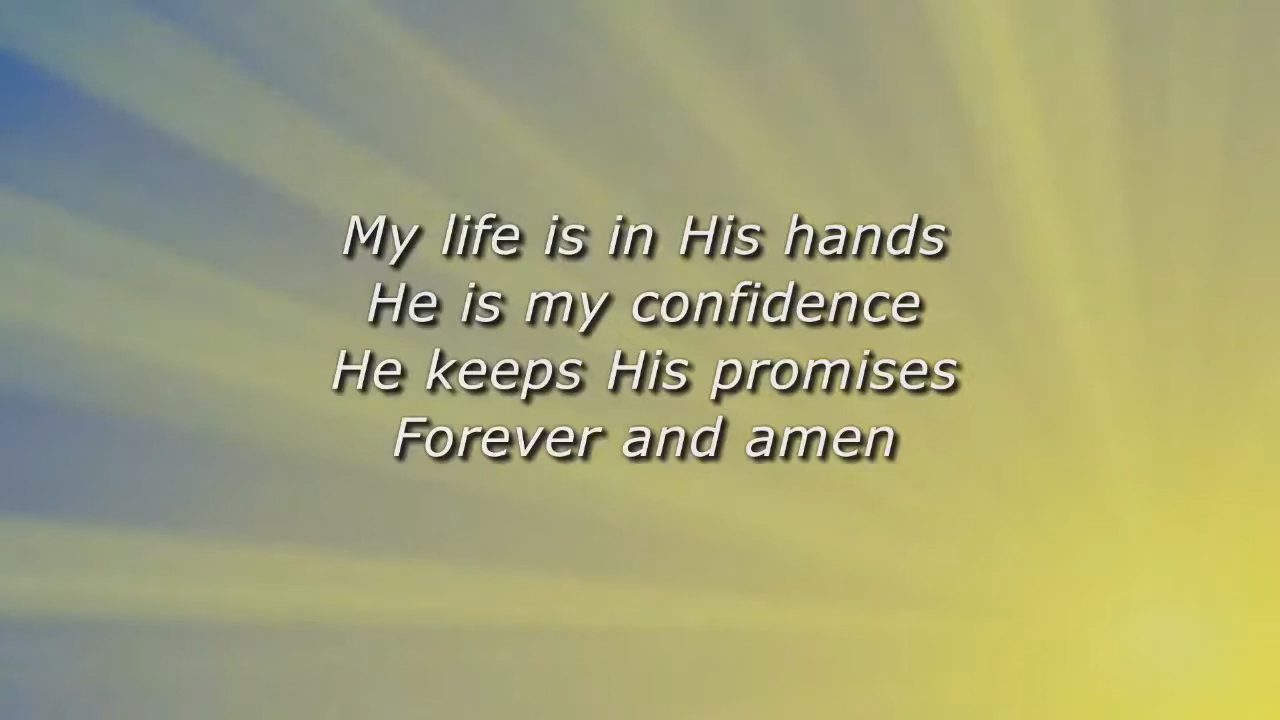 My life is in His hands
He is my confidence
He keeps His promises
Forever and amen